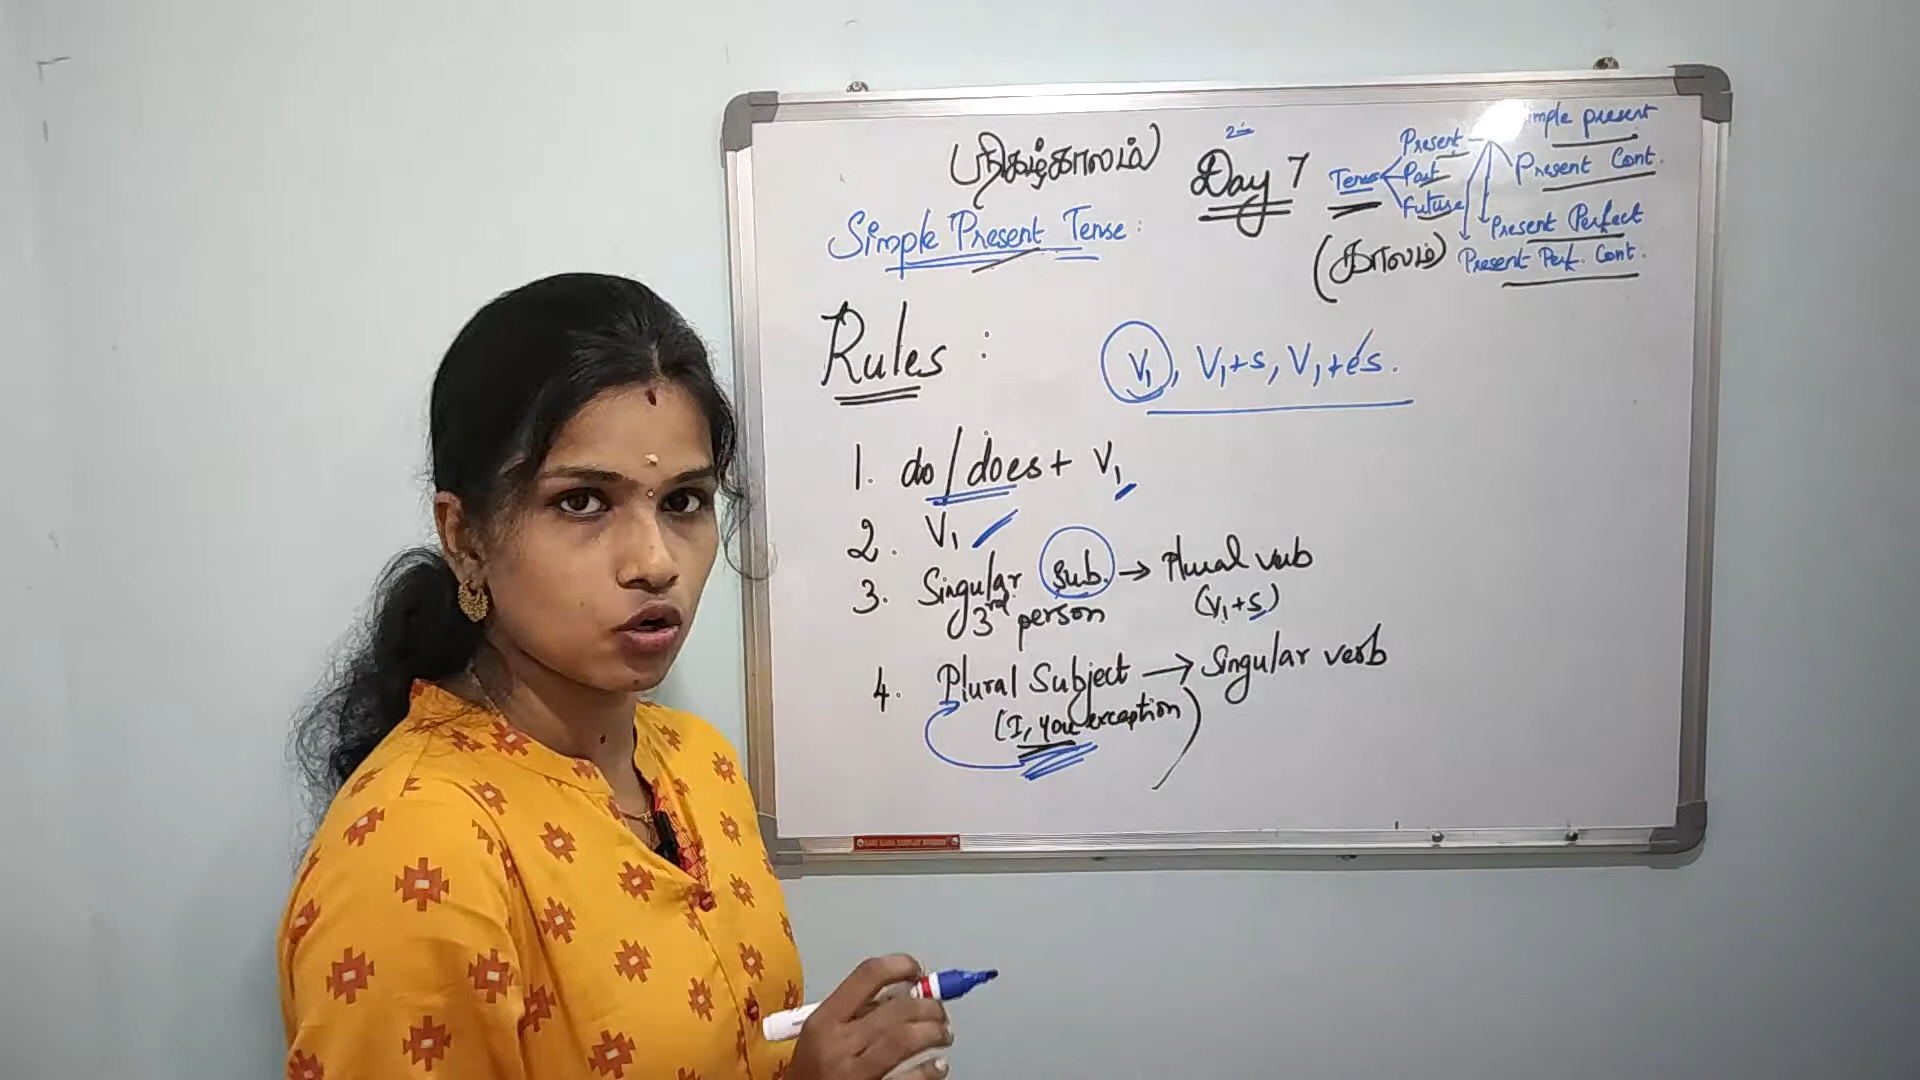 நிகழ்காலம்
Day 7
Simple Present Tense :
Tense
Present
Past
Future
(காலம்)
imple present
Present Cont.
Present Perfect
Present Perf. Cont.
Rules :
V1, V1+s, V1+es.
1. do/does + V1
2. V1
3. Singular sub. → Plural verb
3rd person (V1+s)
4. Plural Subject → Singular verb
(I, you exception)